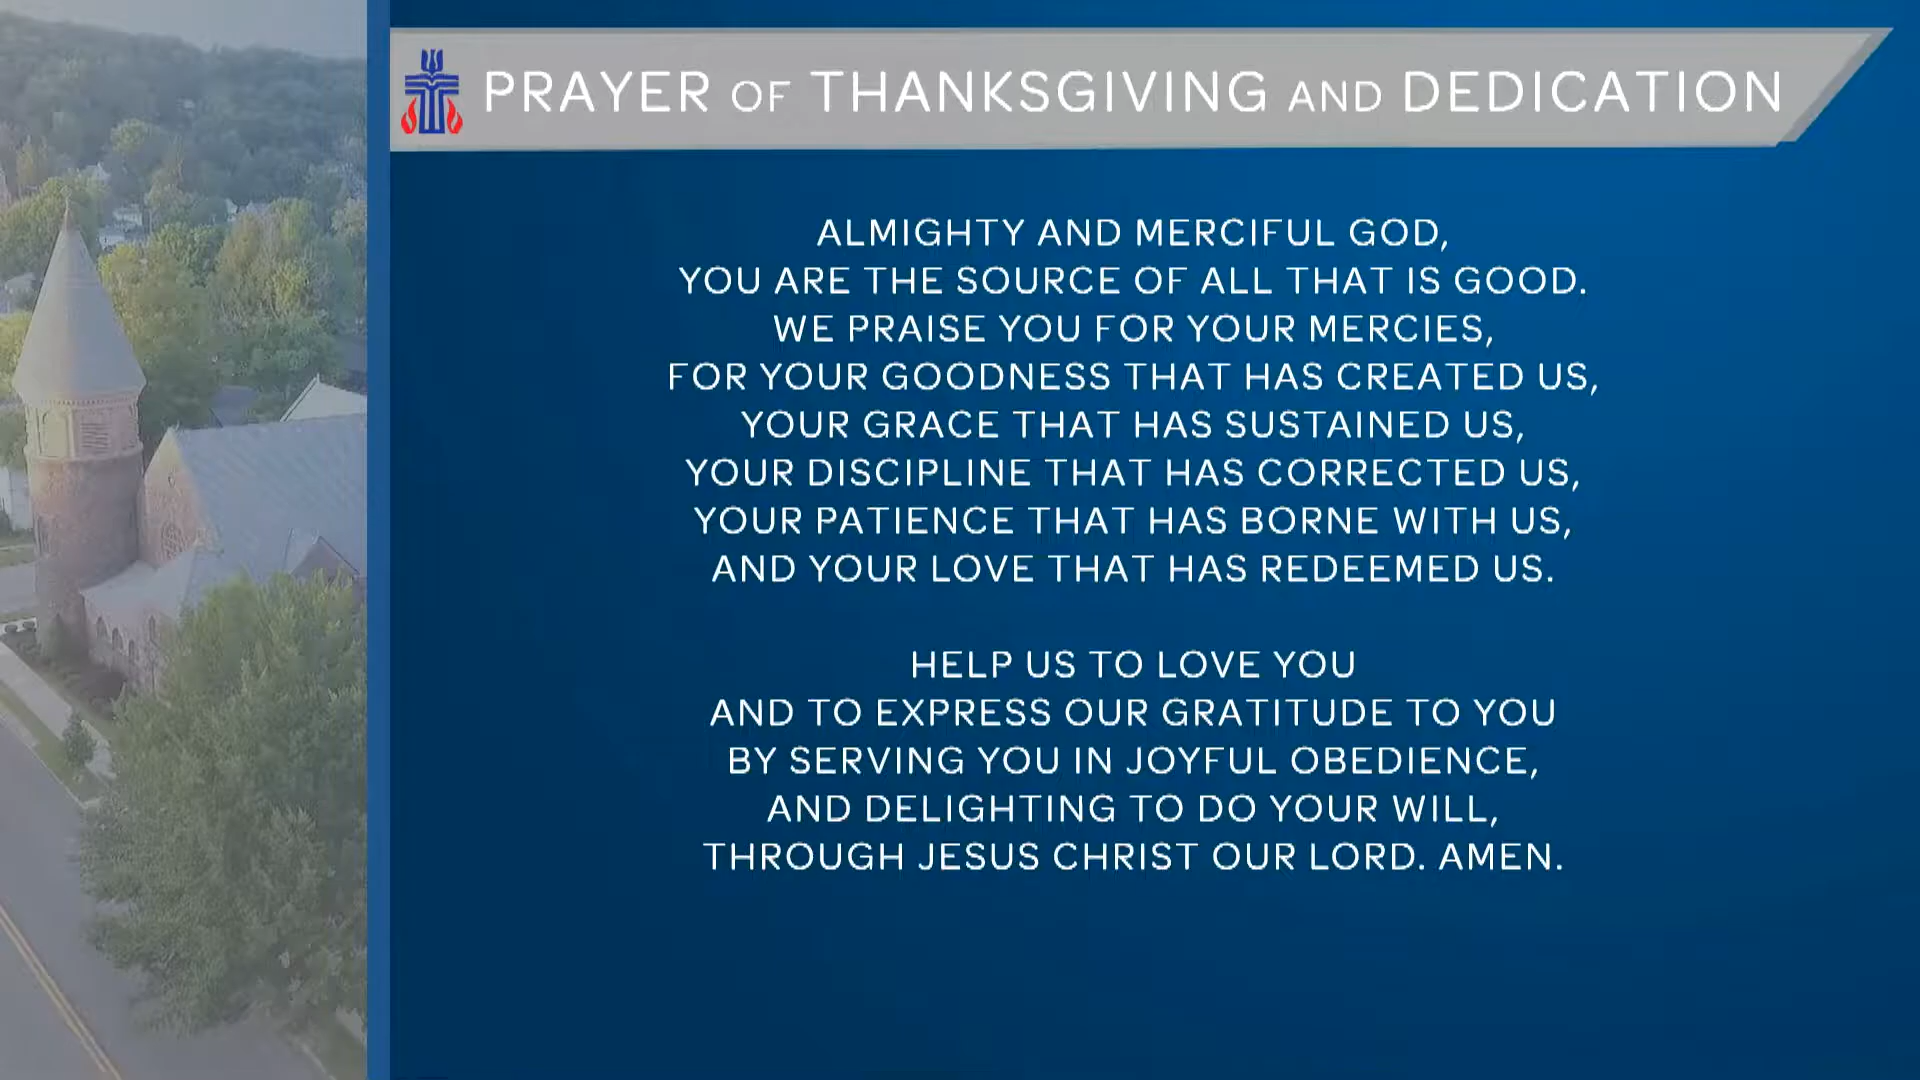 PRAYER OF THANKSGIVING AND DEDICATION
ALMIGHTY AND MERCIFUL GOD,
YOU ARE THE SOURCE OF ALL THAT IS GOOD.
WE PRAISE YOU FOR YOUR MERCIES,
FOR YOUR GOODNESS THAT HAS CREATED US,
YOUR GRACE THAT HAS SUSTAINED US,
YOUR DISCIPLINE THAT HAS CORRECTED US,
YOUR PATIENCE THAT HAS BORNE WITH US,
AND YOUR LOVE THAT HAS REDEEMED US.
HELP US TO LOVE YOU
AND TO EXPRESS OUR GRATITUDE TO YOU
BY SERVING YOU IN JOYFUL OBEDIENCE,
AND DELIGHTING TO DO YOUR WILL,
THROUGH JESUS CHRIST OUR LORD. AMEN.